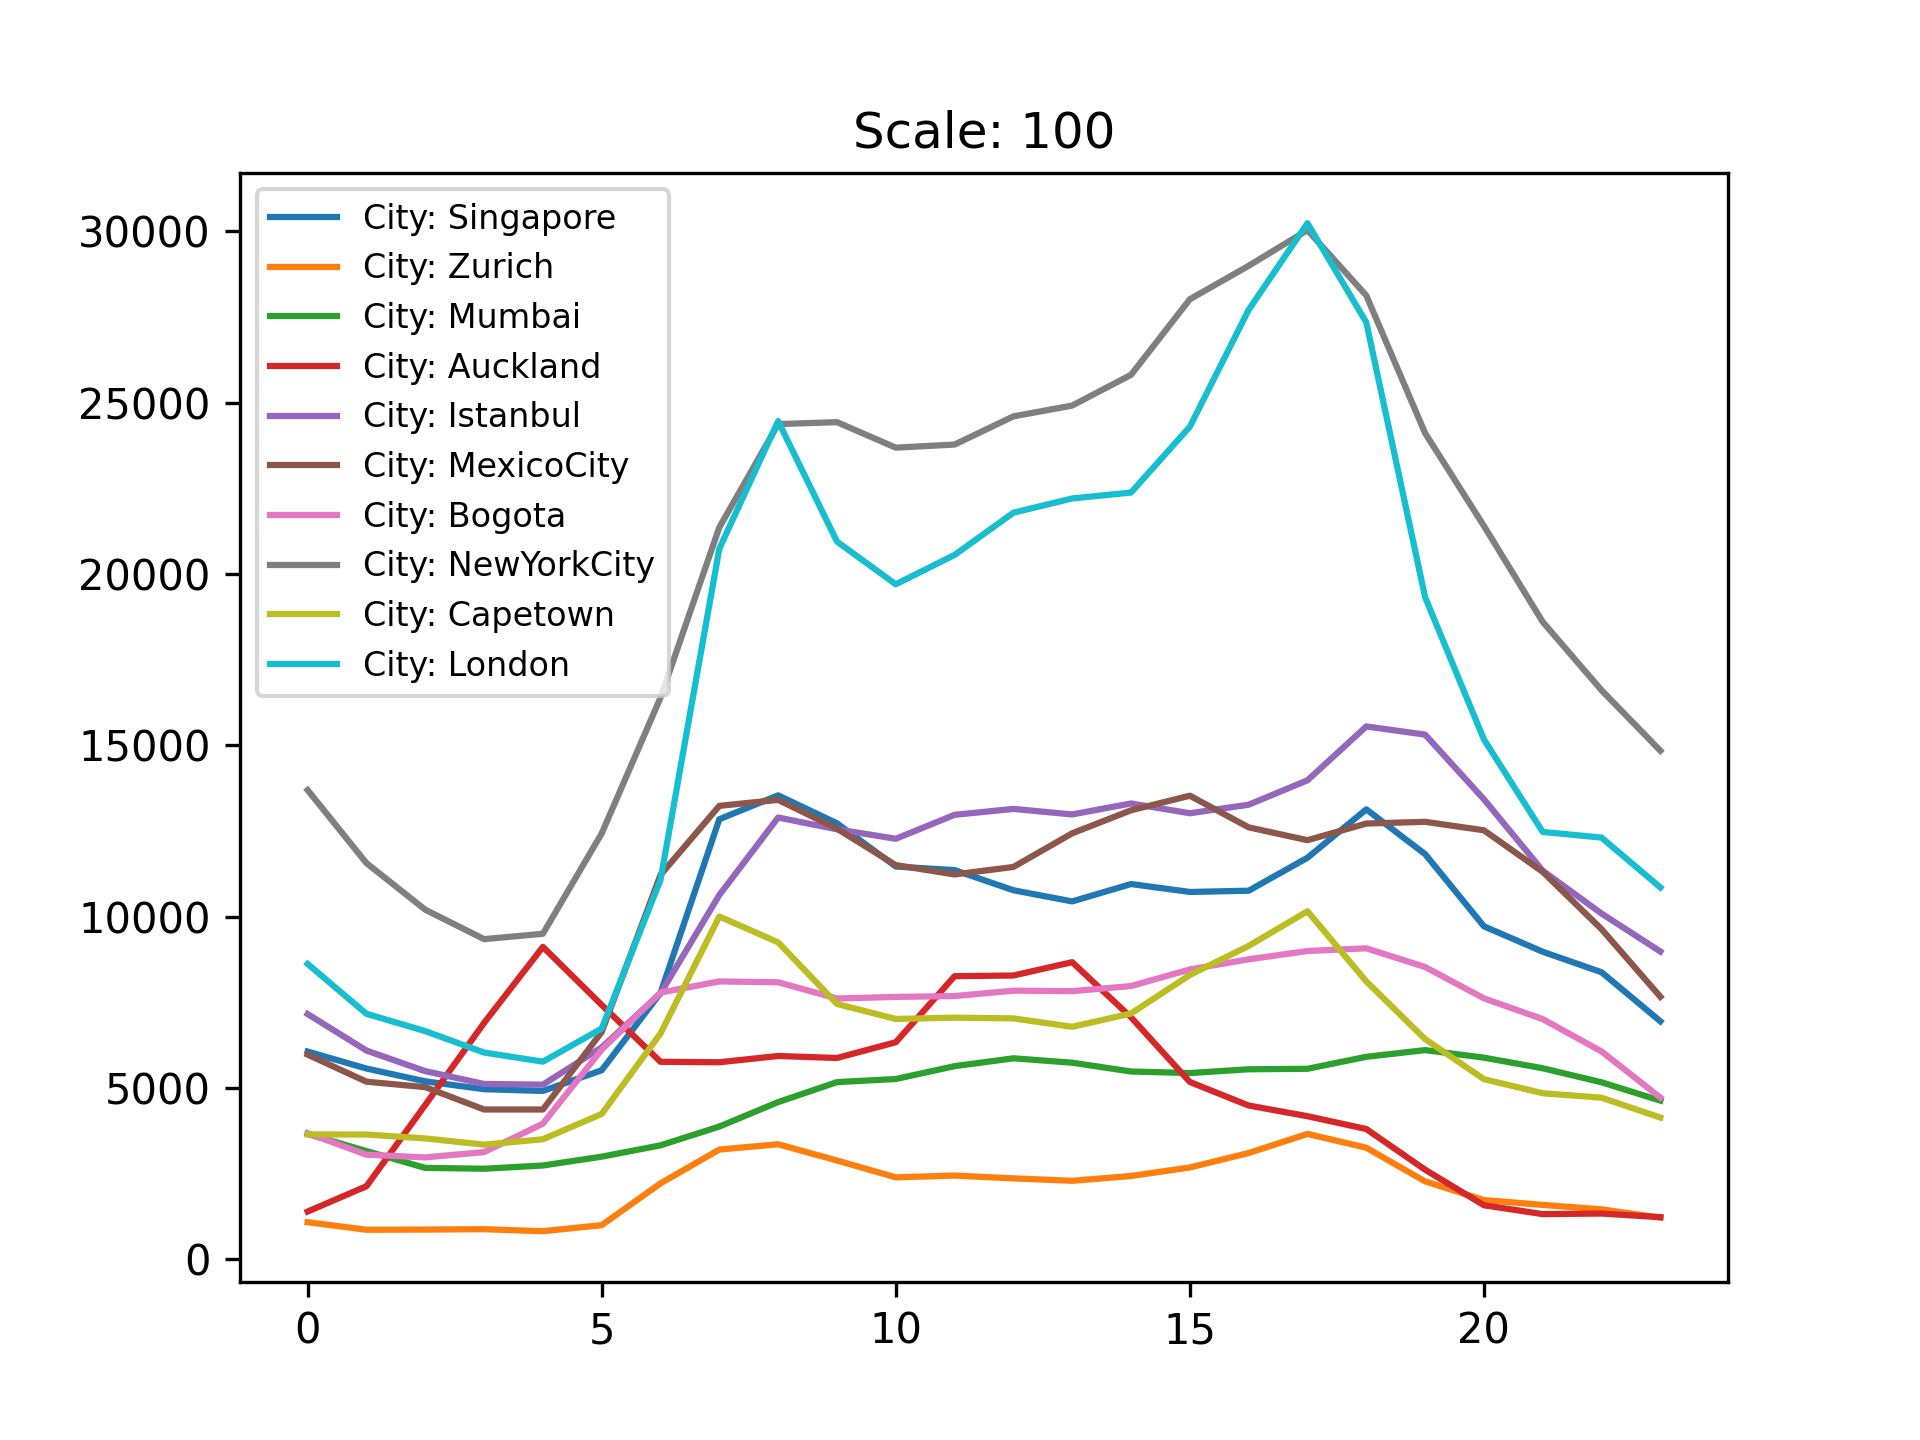 Scale: 100
City: Singapore
City: Zurich
City: Mumbai
City: Auckland
City: Istanbul
City: MexicoCity
City: Bogota
City: NewYorkCity
City: Capetown
City: London
30000
25000
20000
15000
10000
5000
0
0 5 10 15 20